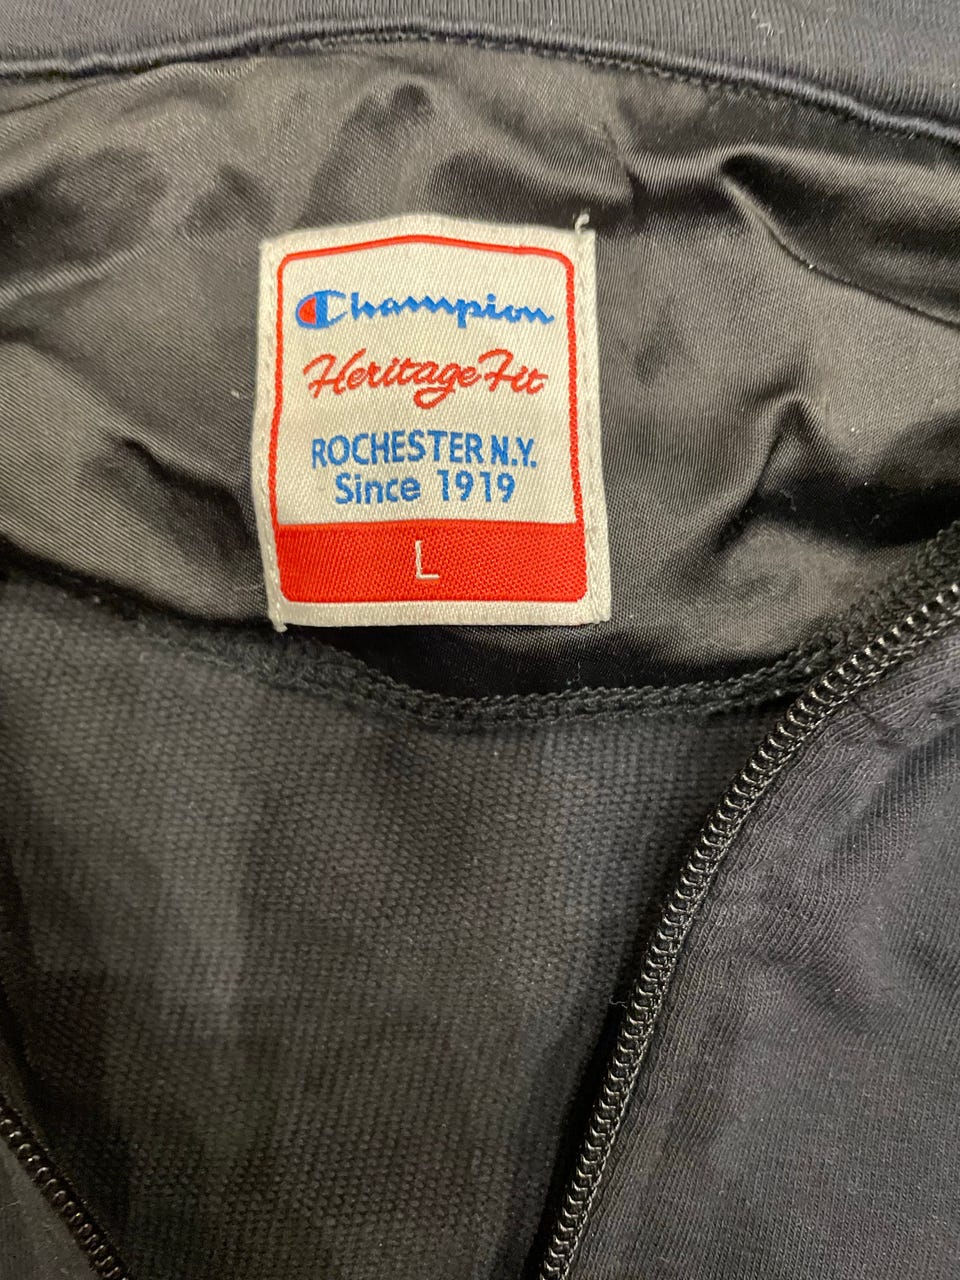 Champion
Heritage Fit
ROCHESTER N.Y.
Since 1919
L